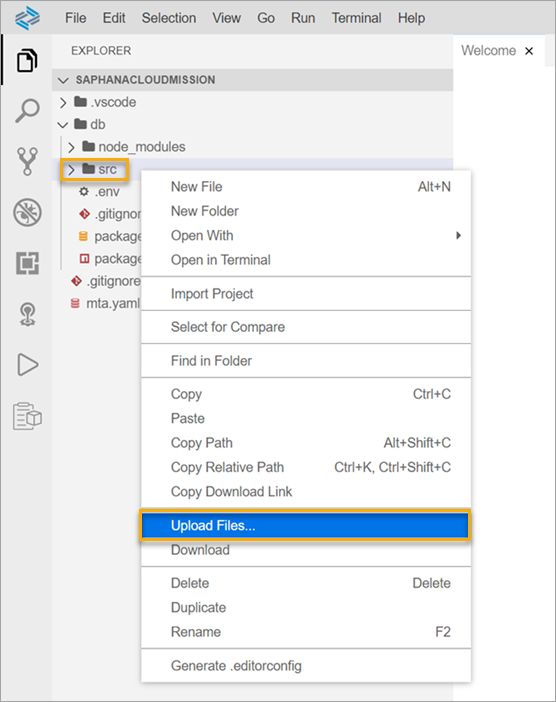 File Edit Selection View Go Run Terminal Help
EXPLORER
Welcome
SAPHANACLOUDMISSION
.vscode
db
node_modules
src
.env
.gitignor
package
package
.gitignore
mta.yaml
New File Alt+N
New Folder
Open With
Open in Terminal
Import Project
Select for Compare
Find in Folder
Copy Ctrl+C
Paste
Copy Path Alt+Shift+C
Copy Relative Path Ctrl+K, Ctrl+Shift+C
Copy Download Link
Upload Files...
Download
Delete Delete
Duplicate
Rename F2
Generate .editorconfig